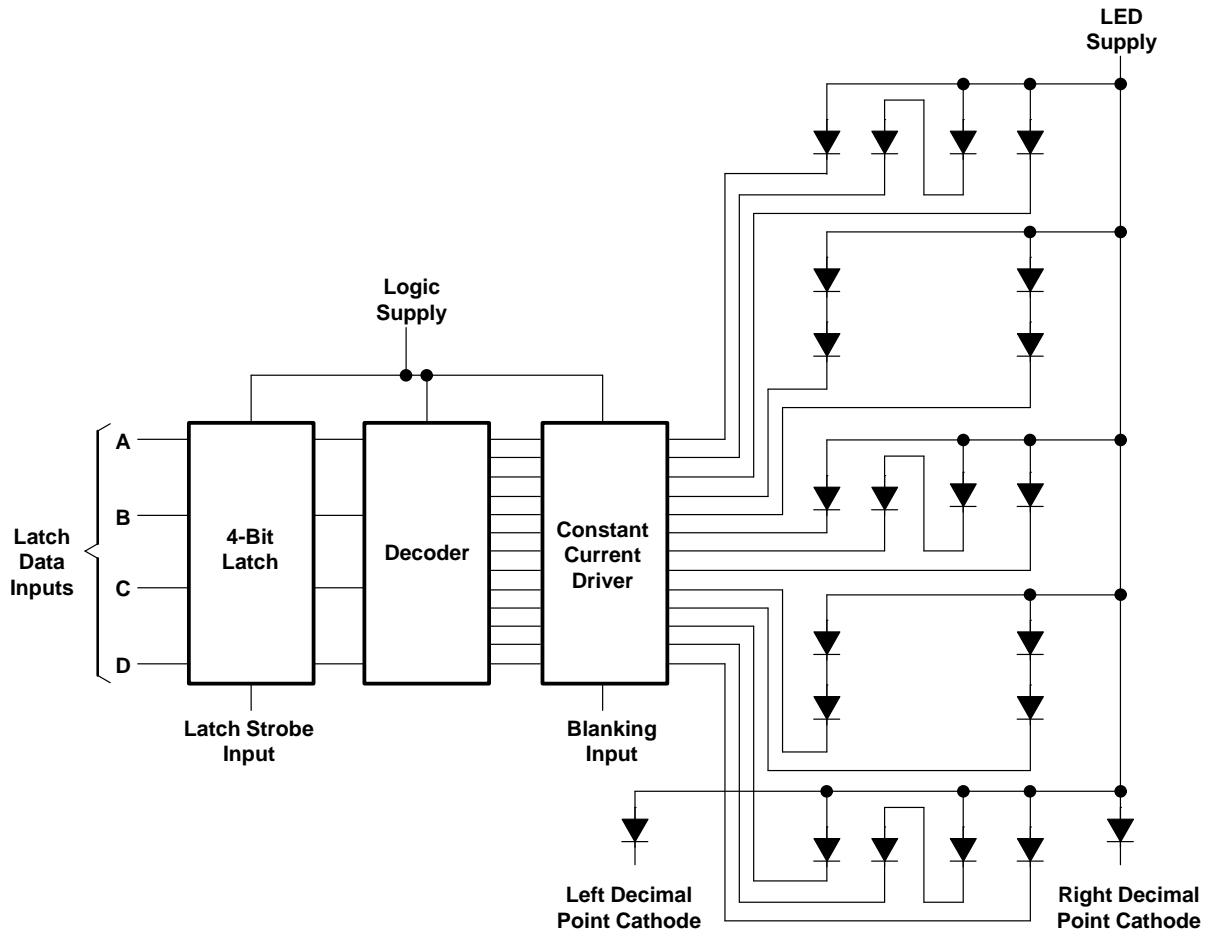 LED
Supply
Logic
Supply
Latch
Data
Inputs
A
B
C
D
4-Bit
Latch
Decoder
Constant
Current
Driver
Latch Strobe
Input
Blanking
Input
Left Decimal
Point Cathode
Right Decimal
Point Cathode